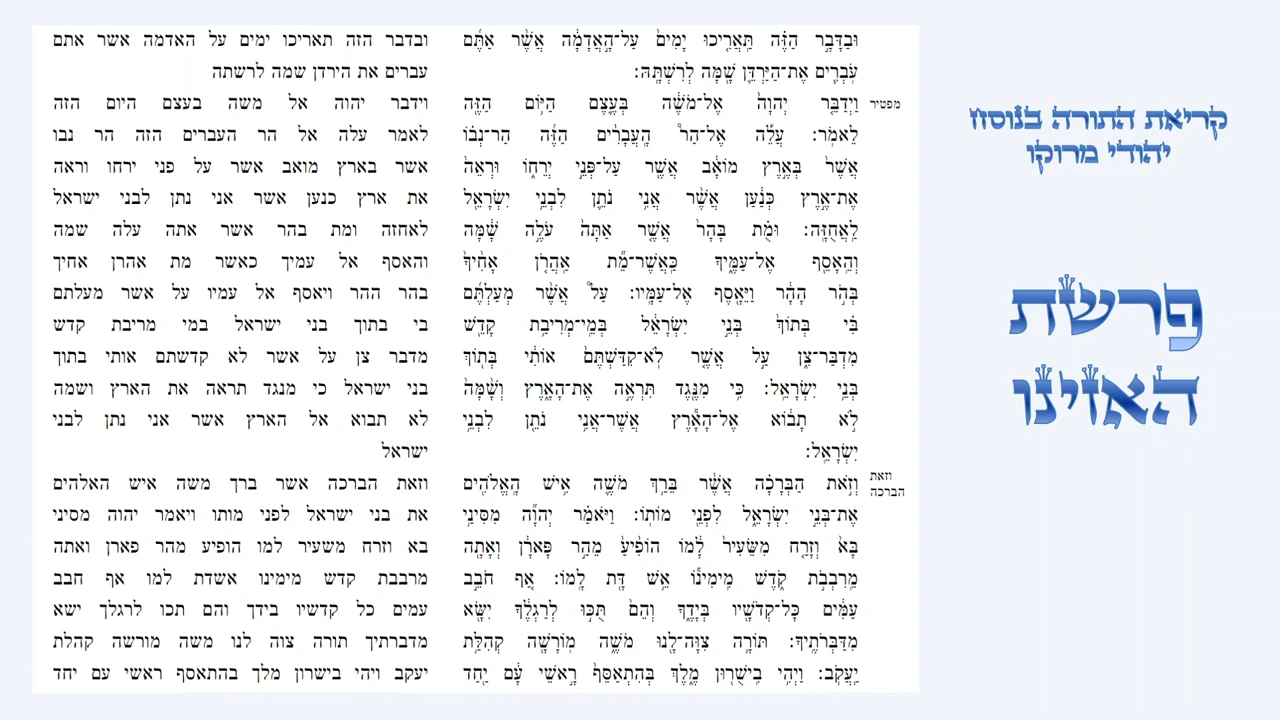 קריאת התורה בנוסח
יהודי מרוקו
פרשת
האזינו
וּבַדָּבָ֣ר הַזֶּ֗ה תַּאֲרִ֤יכוּ יָמִים֙ עַל־הָ֣אֲדָמָ֔ה אֲשֶׁ֨ר אַתֶּ֜ם
עֹבְרִ֧ים אֶת־הַיַּרְדֵּ֛ן שָׁ֖מָּה לְרִשְׁתָּֽהּ׃
מפטיר
וַיְדַבֵּ֤ר יְהוָה֙ אֶל־מֹשֶׁ֔ה בְּעֶ֛צֶם הַיּ֥וֹם הַזֶּ֖ה
לֵאמֹֽר׃ עֲלֵ֡ה אֶל־הַר֩ הָעֲבָרִ֨ים הַזֶּ֜ה הַר־נְב֗וֹ
אֲשֶׁר֙ בְּאֶ֣רֶץ מוֹאָ֔ב אֲשֶׁ֖ר עַל־פְּנֵ֣י יְרֵח֑וֹ וּרְאֵה֙
אֶת־אֶ֣רֶץ כְּנַ֔עַן אֲשֶׁ֨ר אֲנִ֥י נֹתֵ֛ן לִבְנֵ֥י יִשְׂרָאֵ֖ל
לַאֲחֻזָּֽה׃ וּמֻ֗ת בָּהָר֙ אֲשֶׁ֤ר אַתָּה֙ עֹלֶ֣ה שָׁ֔מָּה
וְהֵאָסֵ֖ף אֶל־עַמֶּ֑יךָ כַּֽאֲשֶׁר־מֵ֞ת אַהֲרֹ֤ן אָחִ֙יךָ֙
בְּהֹ֣ר הָהָ֔ר וַיֵּאָ֖סֶף אֶל־עַמָּֽיו׃ עַל֩ אֲשֶׁ֨ר מְעַלְתֶּ֜ם
בִּ֗י בְּתוֹךְ֙ בְּנֵ֣י יִשְׂרָאֵ֔ל בְּמֵֽי־מְרִיבַ֥ת קָדֵ֖שׁ
מִדְבַּר־צִ֑ן עַ֣ל אֲשֶׁ֤ר לֹֽא־קִדַּשְׁתֶּם֙ אוֹתִ֔י בְּת֖וֹךְ
בְּנֵ֥י יִשְׂרָאֵֽל׃ כִּ֥י מִנֶּ֖גֶד תִּרְאֶ֣ה אֶת־הָאָ֑רֶץ וְשָׁ֙מָּה֙
לֹ֣א תָב֔וֹא אֶל־הָאָ֕רֶץ אֲשֶׁר־אֲנִ֥י נֹתֵ֖ן לִבְנֵ֥י
יִשְׂרָאֵֽל׃
וזאת
הברכה
וְזֹ֣את הַבְּרָכָ֗ה אֲשֶׁ֨ר בֵּרַ֥ךְ מֹשֶׁ֛ה אִ֥ישׁ הָאֱלֹהִ֖ים
אֶת־בְּנֵ֣י יִשְׂרָאֵ֑ל לִפְנֵ֖י מוֹתֽוֹ׃ וַיֹּאמַ֗ר יְהוָ֞ה מִסִּינַ֥י
בָּא֙ וְזָרַ֤ח מִשֵּׂעִיר֙ לָ֔מוֹ הוֹפִ֙יעַ֙ מֵהַ֣ר פָּארָ֔ן וְאָתָ֖ה
מֵרִבְבֹ֣ת קֹ֑דֶשׁ מִֽימִינ֕וֹ אֵ֥שׁ דָּ֖ת לָֽמוֹ׃ אַ֚ף חֹבֵ֣ב
עַמִּ֔ים כָּל־קְדֹשָׁ֖יו בְּיָדֶ֑ךָ וְהֵם֙ תֻּכּ֣וּ לְרַגְלֶ֔ךָ יִשָּׂ֖א
מִדַּבְּרֹתֶֽיךָ׃ תּוֹרָ֥ה צִוָּה־לָ֖נוּ מֹשֶׁ֑ה מוֹרָשָׁ֖ה קְהִלַּ֥ת
יַעֲקֹֽב׃ וַיְהִ֥י בִישֻׁר֖וּן מֶ֑לֶךְ בְּהִתְאַסֵּף֙ רָ֣אשֵׁי עָ֔ם יַ֖חַד
ובדבר הזה תאריכו ימים על האדמה אשר אתם
עברים את הירדן שמה לרשתה
וידבר יהוה אל משה בעצם היום הזה
לאמר עלה אל הר העברים הזה הר נבו
אשר בארץ מואב אשר על פני ירחו וראה
את ארץ כנען אשר אני נתן לבני ישראל
לאחזה ומת בהר אשר אתה עלה שמה
והאסף אל עמיך כאשר מת אהרן אחיך
בהר ההר ויאסף אל עמיו על אשר מעלתם
בי בתוך בני ישראל במי מריבת קדש
מדבר צן על אשר לא קדשתם אותי בתוך
בני ישראל כי מנגד תראה את הארץ ושמה
לא תבוא אל הארץ אשר אני נתן לבני
ישראל
וזאת הברכה אשר ברך משה איש האלהים
את בני ישראל לפני מותו ויאמר יהוה מסיני
בא וזרח משעיר למו הופיע מהר פארן ואתה
מרבבת קדש מימינו אשדת למו אף חבב
עמים כל קדשיו בידך והם תכו לרגלך ישא
מדברתיך תורה צוה לנו משה מורשה קהלת
יעקב ויהי בישרון מלך בהתאסף ראשי עם יחד